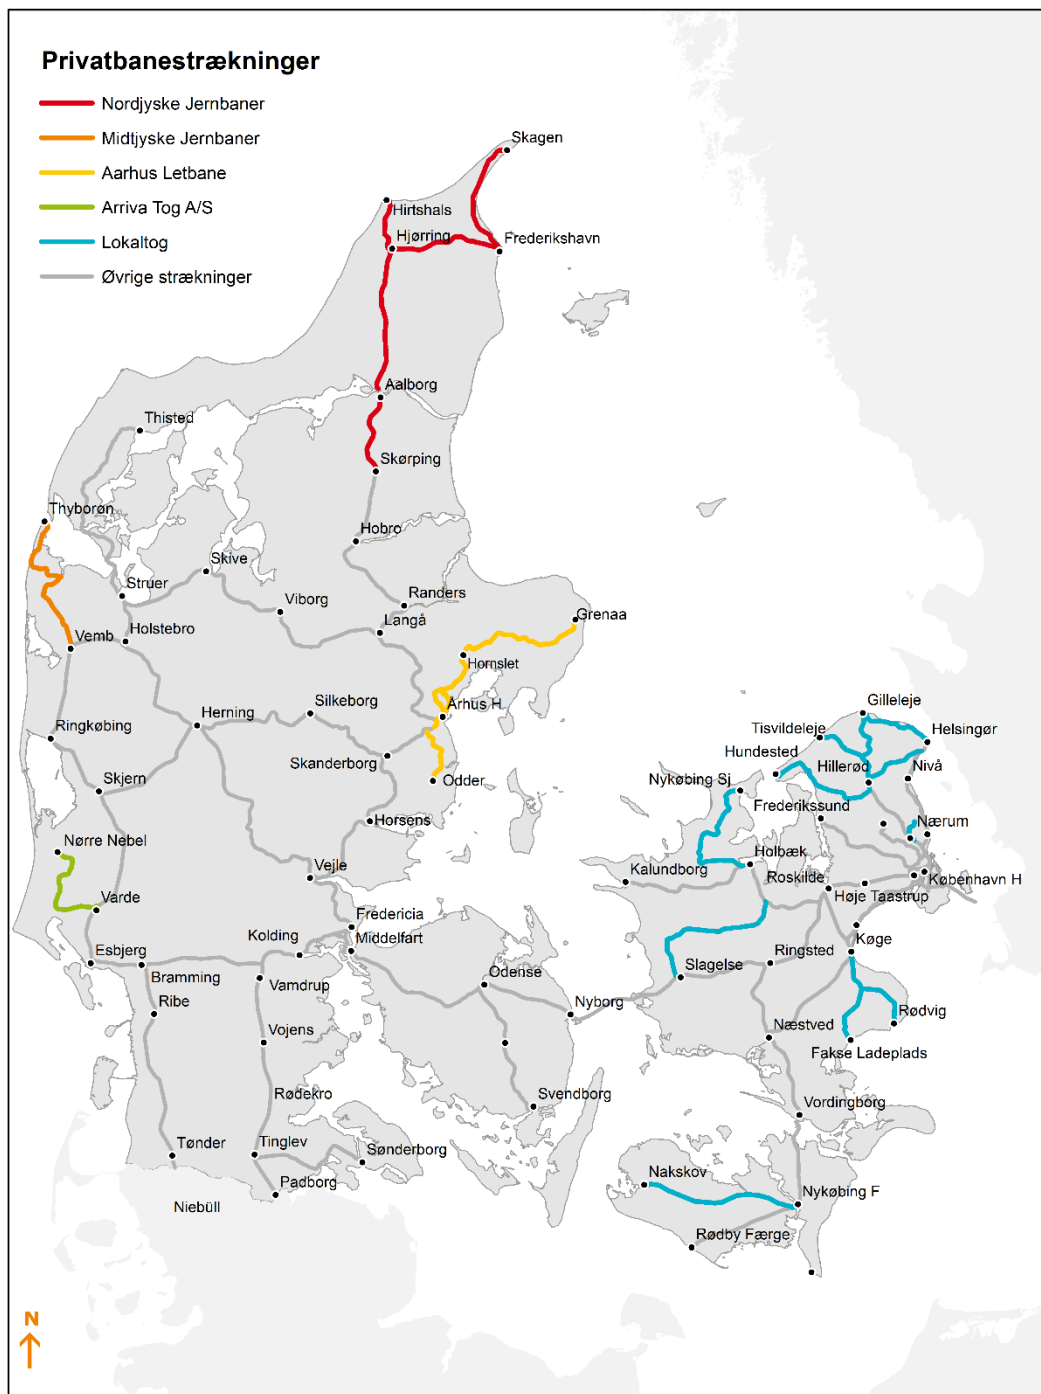 Privatbanestrækninger
Nordjyske Jernbaner
Midtjyske Jernbaner
Aarhus Letbane
Arriva Tog A/S
Lokaltog
Øvrige strækninger
Skagen
Hirtshals
Hjørring
Frederikshavn
Aalborg
Thisted
Skørping
Thyborøn
Hobro
Skive
Struer
Viborg
Randers
Langå
Grenaa
Holstebro
Vemb
Hornslet
Silkeborg
Århus H
Herning
Ringkøbing
Skanderborg
Odder
Skjern
Horsens
Nørre Nebel
Vejle
Varde
Fredericia
Kolding
Middelfart
Esbjerg
Bramming
Vamdrup
Ribe
Odense
Nyborg
Vojens
Rødekro
Svendborg
Tønder
Tinglev
Sønderborg
Padborg
Niebüll
Gilleleje
Tisvildeleje
Helsingør
Hundested
Hillerød
Nivå
Nykøbing Sj
Frederikssund
Nærum
Holbæk
Kalundborg
Roskilde
København H
Høje Taastrup
Køge
Ringsted
Slagelse
Rødvig
Næstved
Fakse Ladeplads
Vordingborg
Nakskov
Nykøbing F
Rødby Færge
N